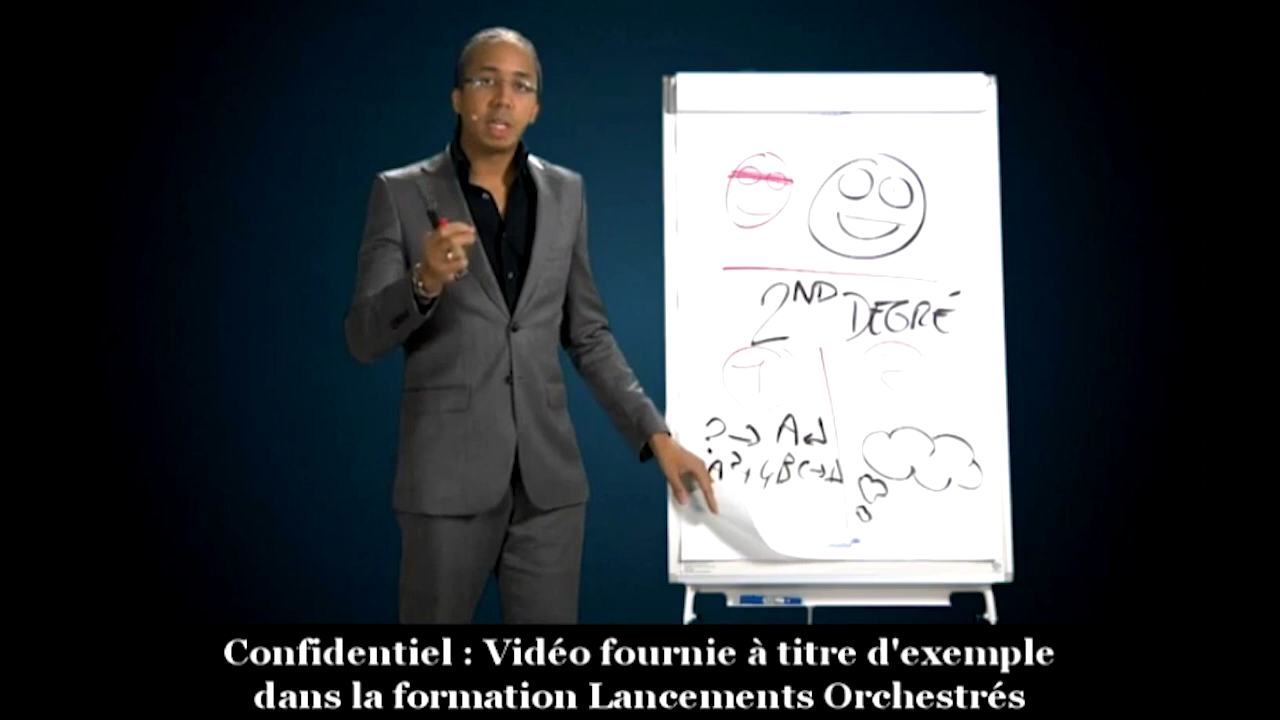 2ND DEGRÉ
T
? → A
Confidentiel : Vidéo fournie à titre d'exemple
dans la formation Lancements Orchestrés